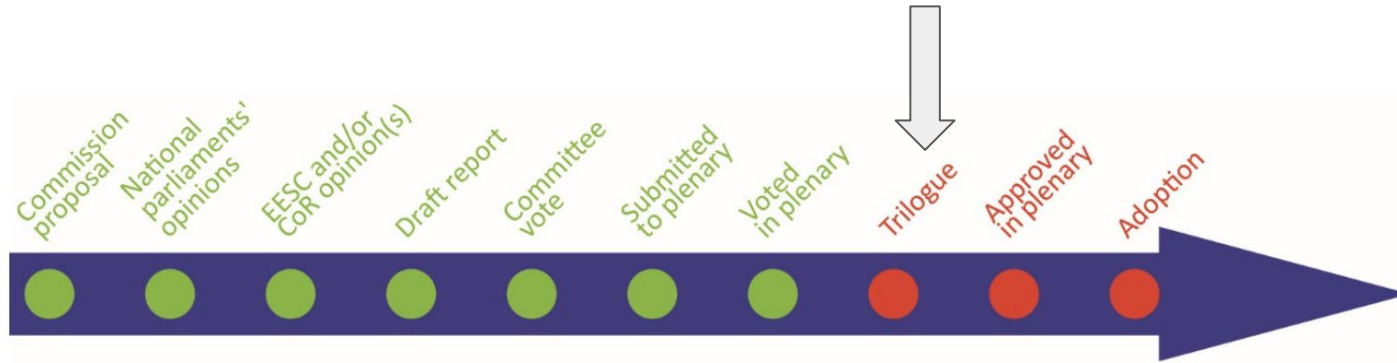 Commission
proposal
National
parliaments'
opinions
EESC and/or
CoR opinion(s)
Draft report
Committee
vote
Submitted
to plenary
Voted
in plenary
Trilogue
Approved
in plenary
Adoption